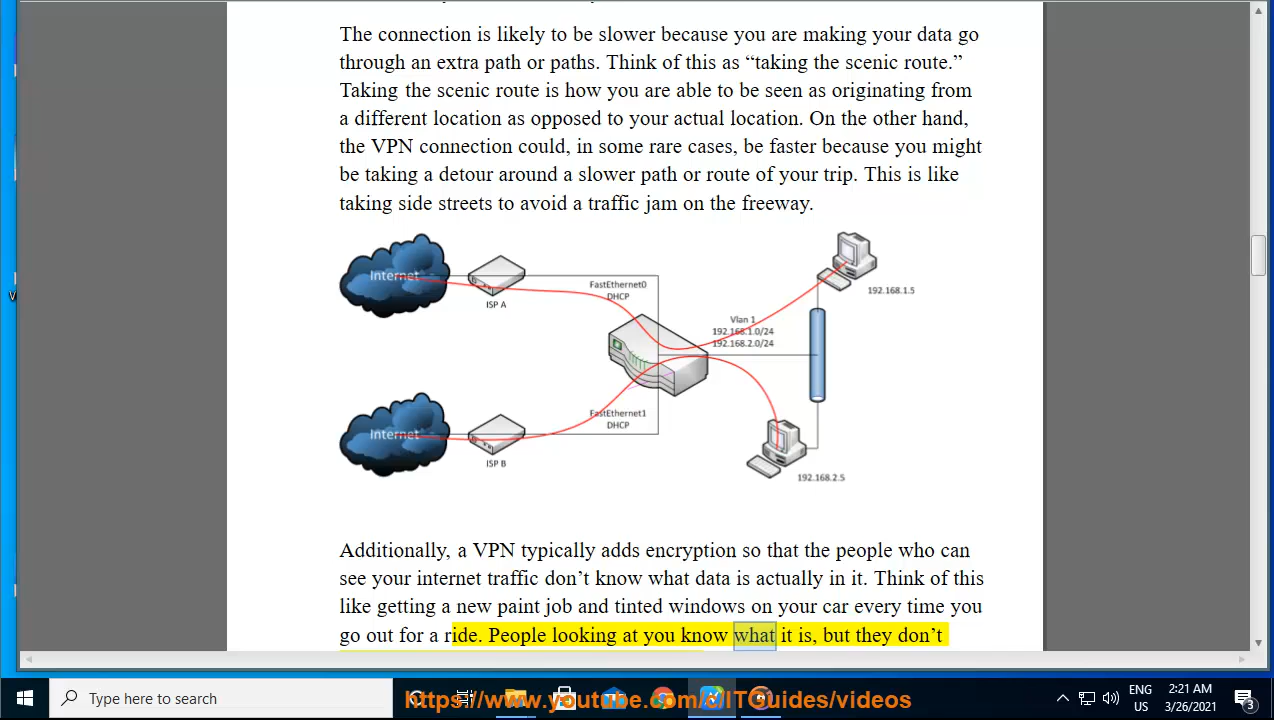 The connection is likely to be slower because you are making your data go
through an extra path or paths. Think of this as “taking the scenic route.”
Taking the scenic route is how you are able to be seen as originating from
a different location as opposed to your actual location. On the other hand,
the VPN connection could, in some rare cases, be faster because you might
be taking a detour around a slower path or route of your trip. This is like
taking side streets to avoid a traffic jam on the freeway.
Internet
ISP A
FastEthernet0
DHCP
Vlan 1
192.168.1.0/24
192.168.2.0/24
192.168.1.5
Internet
ISP B
FastEthernet1
DHCP
192.168.2.5
Additionally, a VPN typically adds encryption so that the people who can
see your internet traffic don’t know what data is actually in it. Think of this
like getting a new paint job and tinted windows on your car every time you
go out for a ride. People looking at you know what it is, but they don’t
Type here to search
https://www.youtube.com/c/ITGuides/videos
ENG
US
2:21 AM
3/26/2021
3